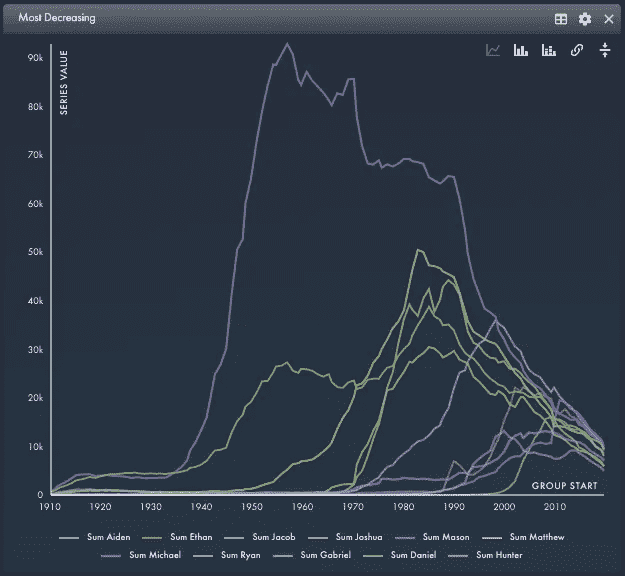 Most Decreasing
SERIES VALUE
90k
80k
70k
60k
50k
40k
30k
20k
10k
0
GROUP START
1910 1920 1930 1940 1950 1960 1970 1980 1990 2000 2010
Sum Aiden Sum Ethan Sum Jacob Sum Joshua Sum Mason Sum Matthew
Sum Michael Sum Ryan Sum Gabriel Sum Daniel Sum Hunter